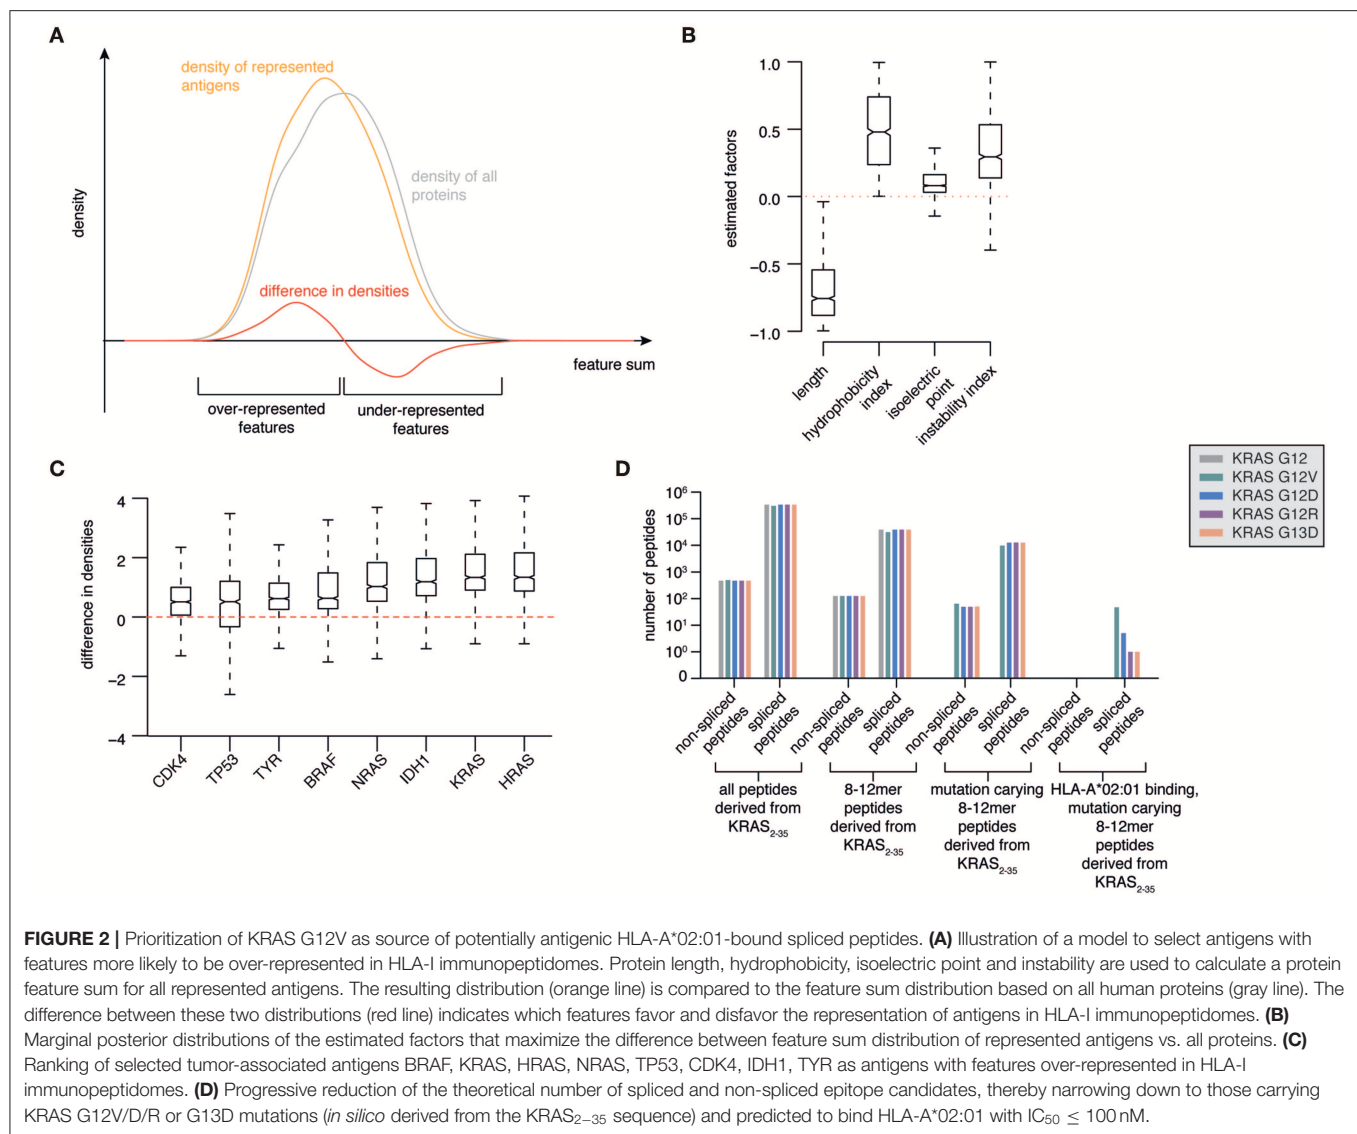 A
density of represented
antigens
density of all
proteins
density
difference in densities
feature sum
over-represented
features
under-represented
features
B
1.0
0.5
0.0
−0.5
−1.0
estimated factors
length
hydrophobicity
index
isoelectric
point
instability index
C
4
2
0
−2
−4
difference in densities
CDK4
TP53
TYR
BRAF
NRAS
IDH1
KRAS
HRAS
D
KRAS G12
KRAS G12V
KRAS G12D
KRAS G12R
KRAS G13D
10⁶
10⁵
10⁴
10³
10²
10¹
10⁰
0
number of peptides
non-spliced
peptides
spliced
peptides
non-spliced
peptides
spliced
peptides
non-spliced
peptides
spliced
peptides
non-spliced
peptides
spliced
peptides
all peptides
derived from
KRAS₂₋₃₅
8-12mer
peptides
derived from
KRAS₂₋₃₅
mutation carying
8-12mer
peptides
derived from
KRAS₂₋₃₅
HLA-A*02:01 binding,
mutation carying
8-12mer
peptides
derived from
KRAS₂₋₃₅
FIGURE 2 | Prioritization of KRAS G12V as source of potentially antigenic HLA-A*02:01-bound spliced peptides. (A) Illustration of a model to select antigens with
features more likely to be over-represented in HLA-I immunopeptidomes. Protein length, hydrophobicity, isoelectric point and instability are used to calculate a protein
feature sum for all represented antigens. The resulting distribution (orange line) is compared to the feature sum distribution based on all human proteins (gray line). The
difference between these two distributions (red line) indicates which features favor and disfavor the representation of antigens in HLA-I immunopeptidomes. (B)
Marginal posterior distributions of the estimated factors that maximize the difference between feature sum distribution of represented antigens vs. all proteins. (C)
Ranking of selected tumor-associated antigens BRAF, KRAS, HRAS, NRAS, TP53, CDK4, IDH1, TYR as antigens with features over-represented in HLA-I
immunopeptidomes. (D) Progressive reduction of the theoretical number of spliced and non-spliced epitope candidates, thereby narrowing down to those carrying
KRAS G12V/D/R or G13D mutations (in silico derived from the KRAS₂₋₃₅ sequence) and predicted to bind HLA-A*02:01 with IC₅₀ ≤ 100 nM.